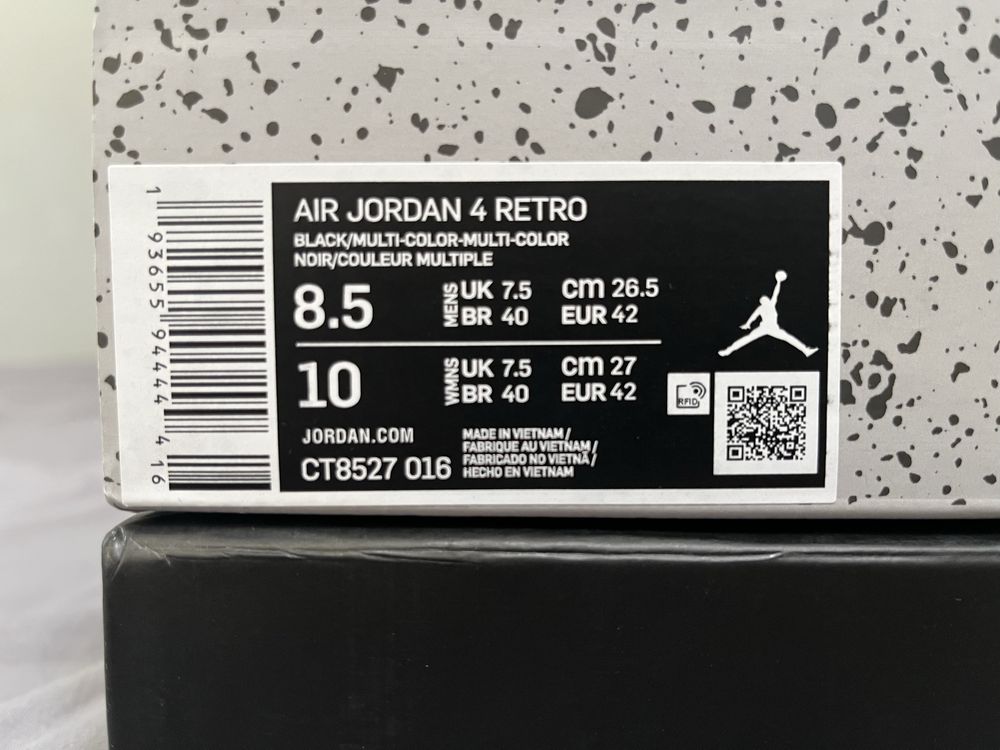 1 93655 94444 4 16
AIR JORDAN 4 RETRO
BLACK/MULTI-COLOR-MULTI-COLOR
NOIR/COULEUR MULTIPLE
8.5 MENS UK 7.5 cm 26.5
BR 40 EUR 42
10 WMNS UK 7.5 cm 27
BR 40 EUR 42
RFID
JORDAN.COM
CT8527 016
MADE IN VIETNAM /
FABRIQUE AU VIETNAM /
FABRICADO NO VIETNÃ /
HECHO EN VIETNAM